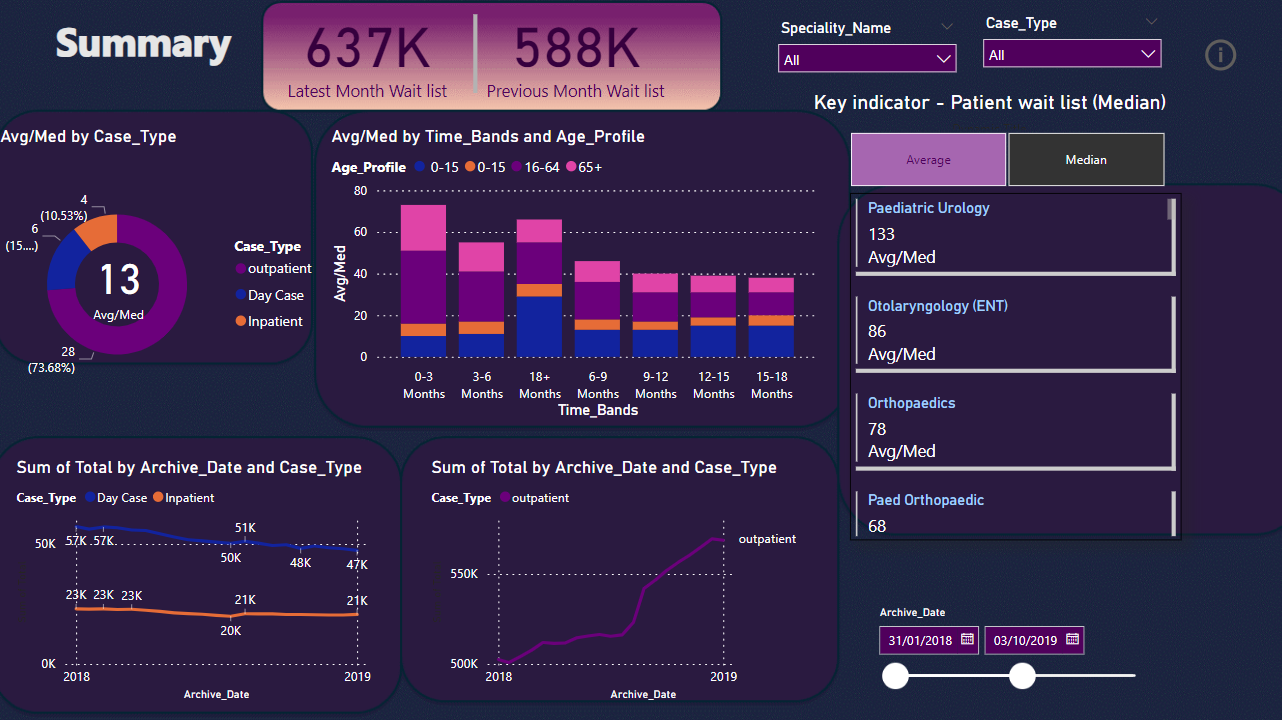 Summary
637K
Latest Month Wait list
588K
Previous Month Wait list
Speciality_Name
All
Case_Type
All
Key indicator - Patient wait list (Median)
Average
Median
Avg/Med by Case_Type
4
(10.53%)
6
(15....)
13
Avg/Med
28
(73.68%)
Case_Type
outpatient
Day Case
Inpatient
Avg/Med by Time_Bands and Age_Profile
Age_Profile 0-15 0-15 16-64 65+
Avg/Med
80
60
40
20
0
0-3 Months
3-6 Months
18+ Months
6-9 Months
9-12 Months
12-15 Months
15-18 Months
Time_Bands
Paediatric Urology
133
Avg/Med
Otolaryngology (ENT)
86
Avg/Med
Orthopaedics
78
Avg/Med
Paed Orthopaedic
68
Sum of Total by Archive_Date and Case_Type
Case_Type Day Case Inpatient
50K
0K
57K 57K
50K
51K
48K
47K
23K 23K 23K
20K
21K
21K
2018
2019
Archive_Date
Sum of Total by Archive_Date and Case_Type
Case_Type outpatient
outpatient
550K
500K
2018
2019
Archive_Date
Archive_Date
31/01/2018
03/10/2019